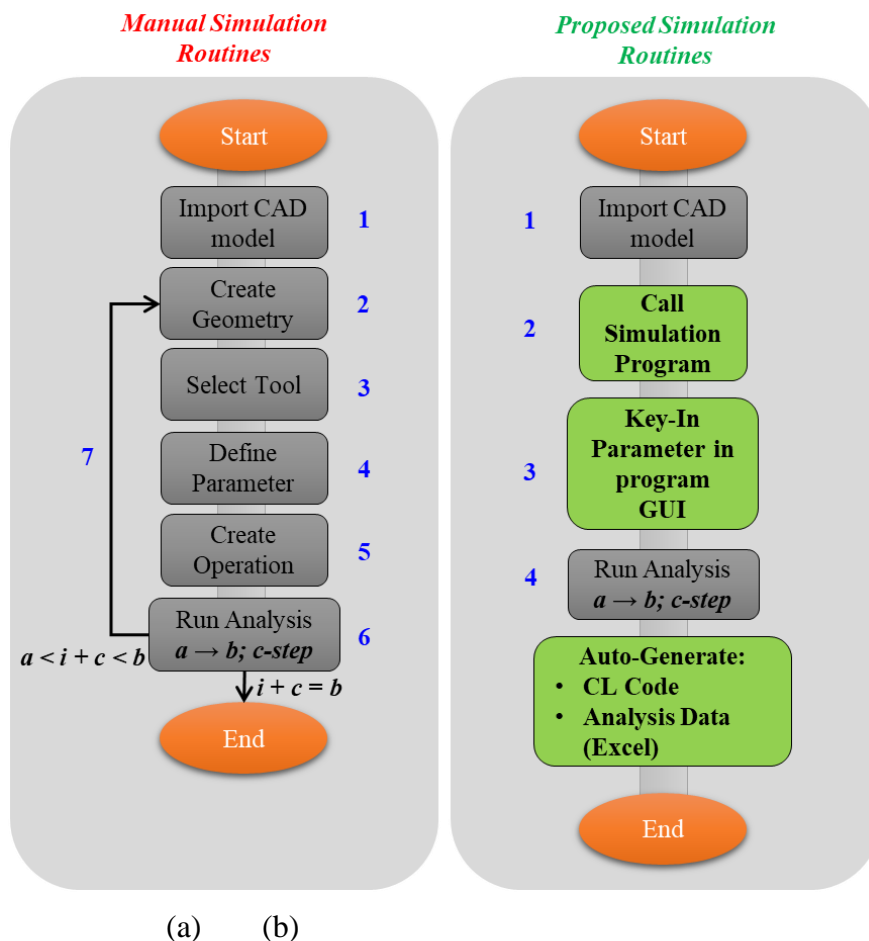 Manual Simulation
Routines
Start
Import CAD
model
1
Create
Geometry
2
Select Tool
3
7
Define
Parameter
4
Create
Operation
5
Run Analysis
a → b; c-step
6
a < i + c < b
i + c = b
End
Proposed Simulation
Routines
Start
1
Import CAD
model
2
Call
Simulation
Program
3
Key-In
Parameter in
program
GUI
4
Run Analysis
a → b; c-step
Auto-Generate:
• CL Code
• Analysis Data
(Excel)
End
(a) (b)